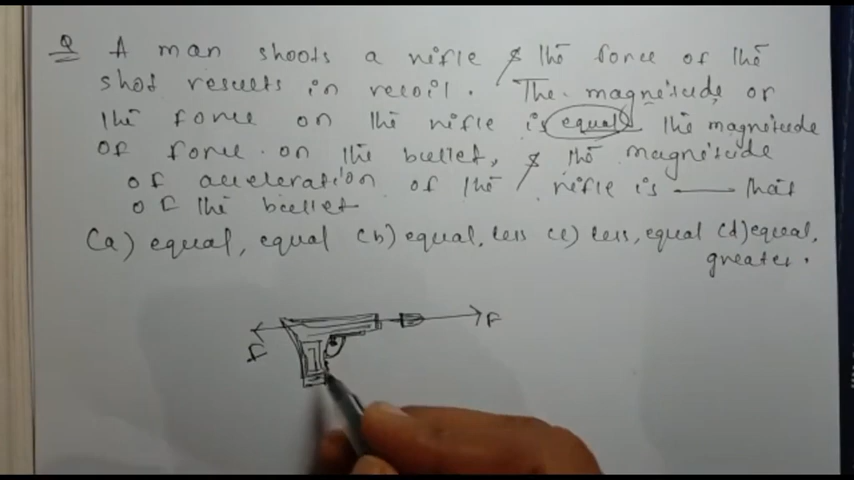 Q A man shoots a rifle & the force of the
shot results in recoil. The magnitude of
the force on the rifle is equal the magnitude
of force on the bullet, & the magnitude
of acceleration of the rifle is —— that
of the bullet
(a) equal, equal (b) equal, less (c) less, equal (d) equal,
greater.
F
F